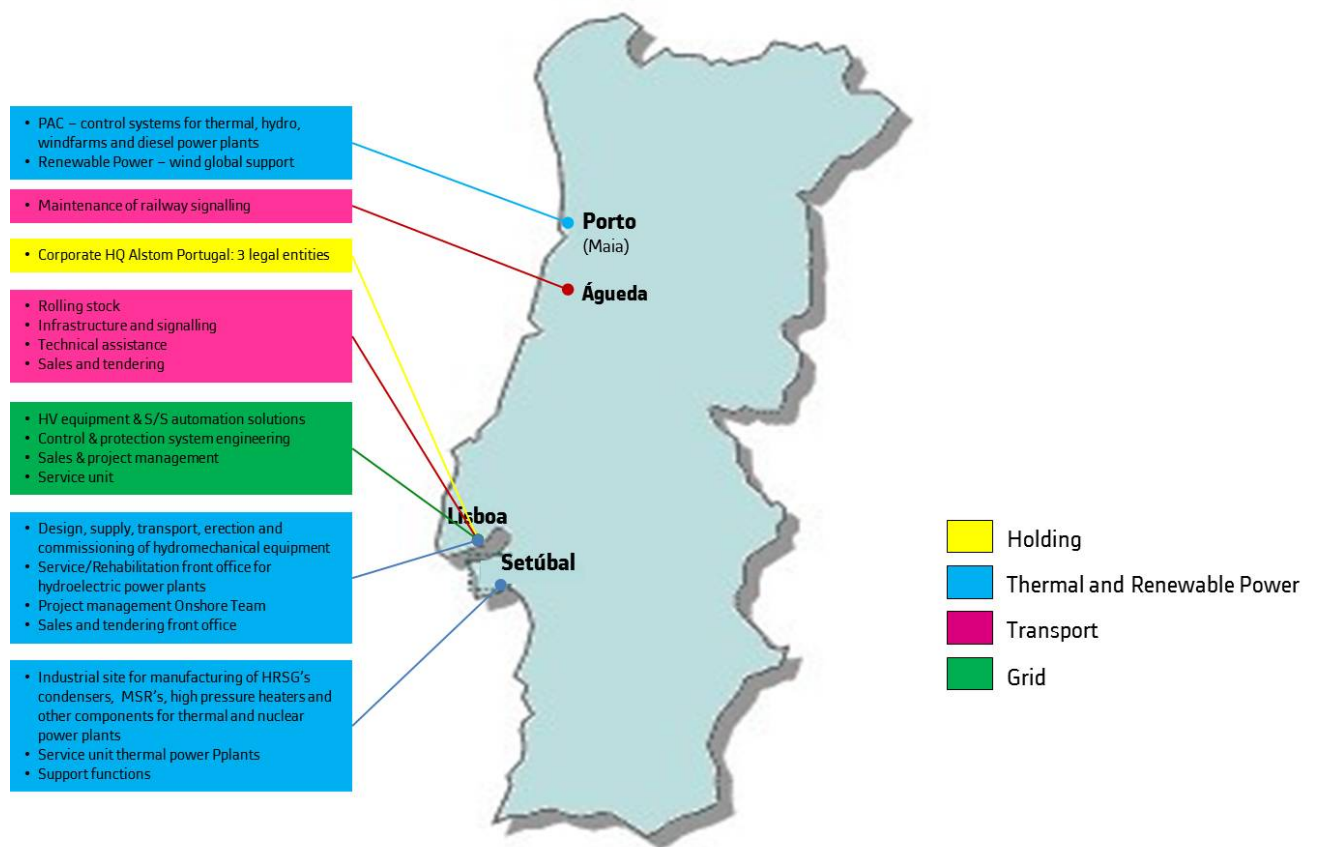 • PAC – control systems for thermal, hydro,
windfarms and diesel power plants
• Renewable Power – wind global support
• Maintenance of railway signalling
• Corporate HQ Alstom Portugal: 3 legal entities
• Rolling stock
• Infrastructure and signalling
• Technical assistance
• Sales and tendering
• HV equipment & S/S automation solutions
• Control & protection system engineering
• Sales & project management
• Service unit
• Design, supply, transport, erection and
commissioning of hydromechanical equipment
• Service/Rehabilitation front office for
hydroelectric power plants
• Project management Onshore Team
• Sales and tendering front office
• Industrial site for manufacturing of HRSG's
condensers, MSR's, high pressure heaters and
other components for thermal and nuclear
power plants
• Service unit thermal power Pplants
• Support functions
Porto
(Maia)
Águeda
Lisboa
Setúbal
Holding
Thermal and Renewable Power
Transport
Grid